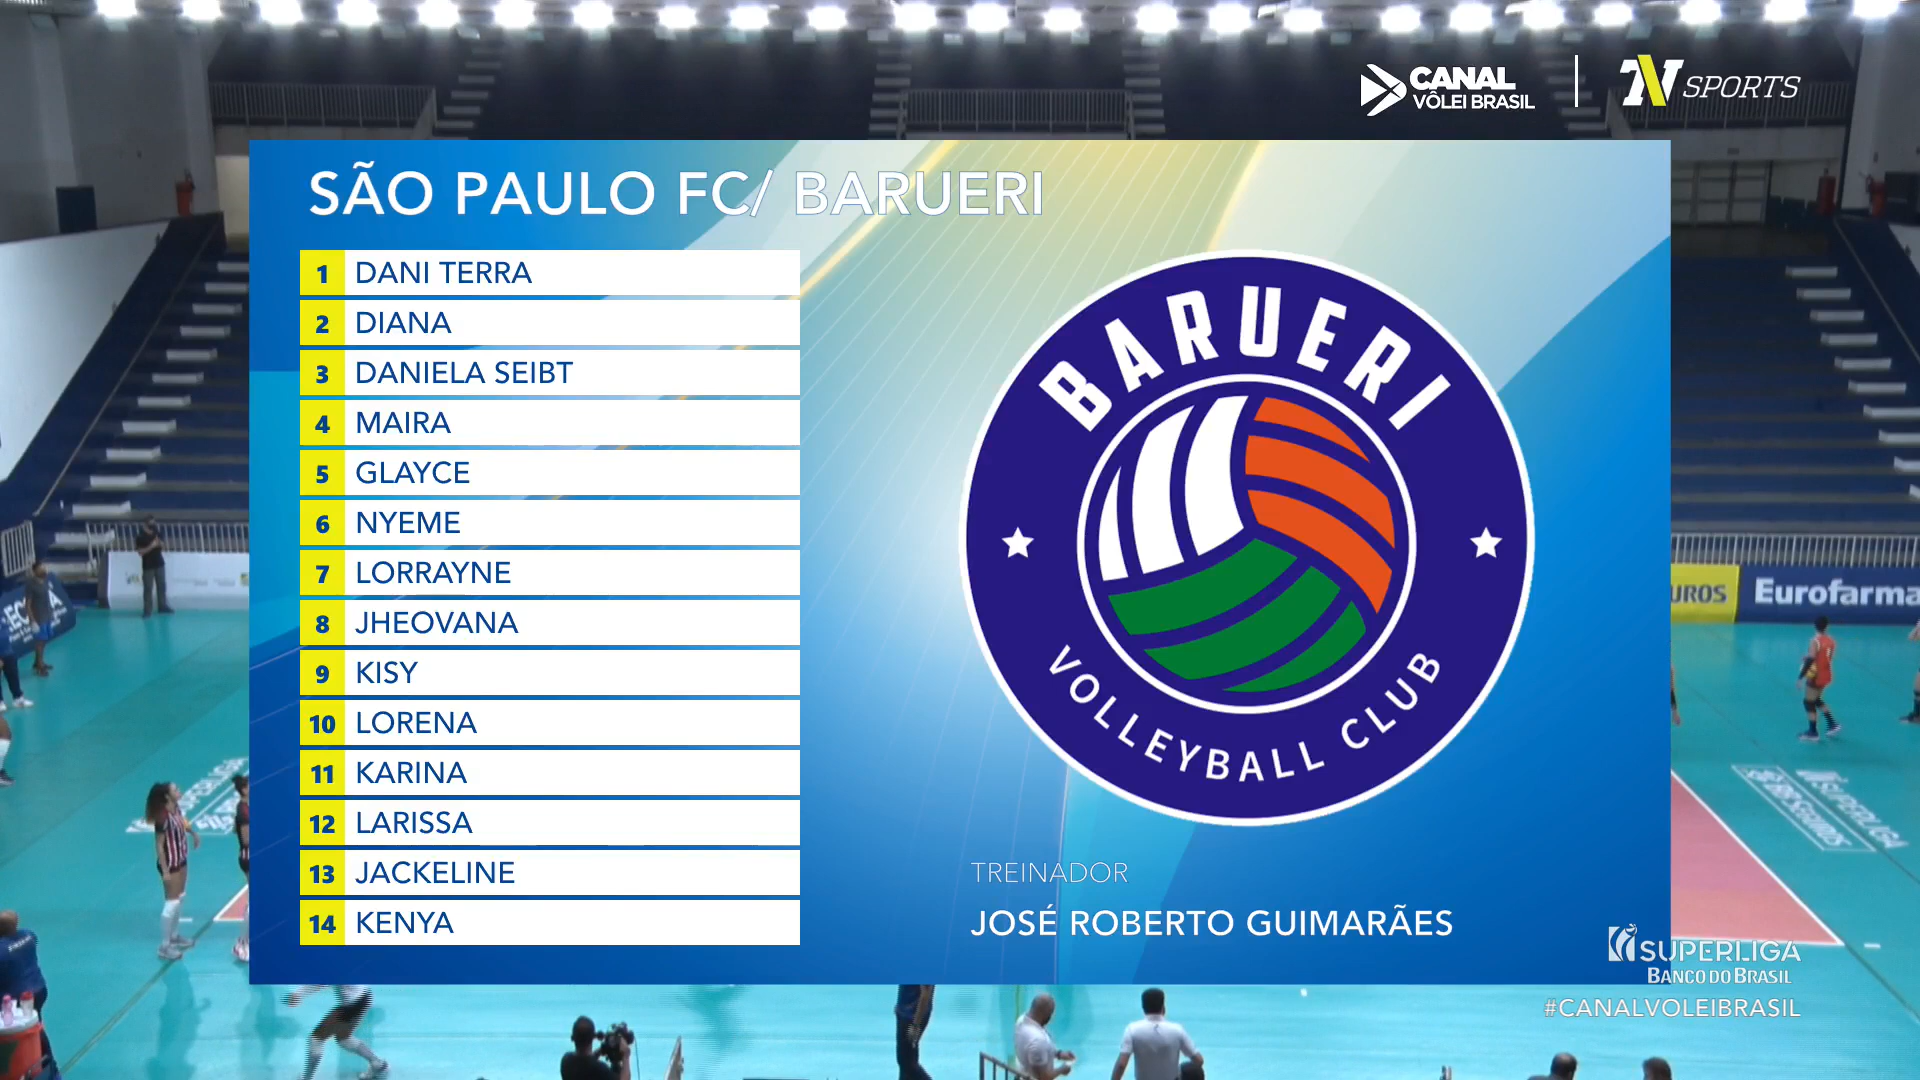 CANAL
VÔLEI BRASIL
N SPORTS
SÃO PAULO FC/ BARUERI
1 DANI TERRA
2 DIANA
3 DANIELA SEIBT
4 MAIRA
5 GLAYCE
6 NYEME
7 LORRAYNE
8 JHEOVANA
9 KISY
10 LORENA
11 KARINA
12 LARISSA
13 JACKELINE
14 KENYA
BARUERI
VOLLEYBALL CLUB
TREINADOR
JOSÉ ROBERTO GUIMARÃES
UROS
Eurofarma
SUPERLIGA
SUPERLIGA
BANCO DO BRASIL
#CANALVOLEIBRASIL